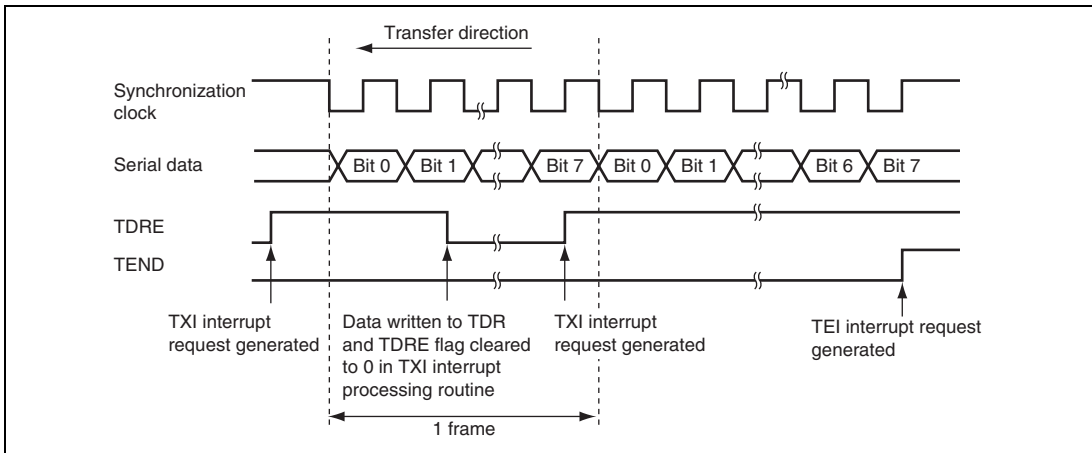 Transfer direction
Synchronization
clock
Serial data
Bit 0 Bit 1 Bit 7 Bit 0 Bit 1 Bit 6 Bit 7
TDRE
TEND
TXI interrupt
request generated
Data written to TDR
and TDRE flag cleared
to 0 in TXI interrupt
processing routine
TXI interrupt
request generated
TEI interrupt request
generated
1 frame